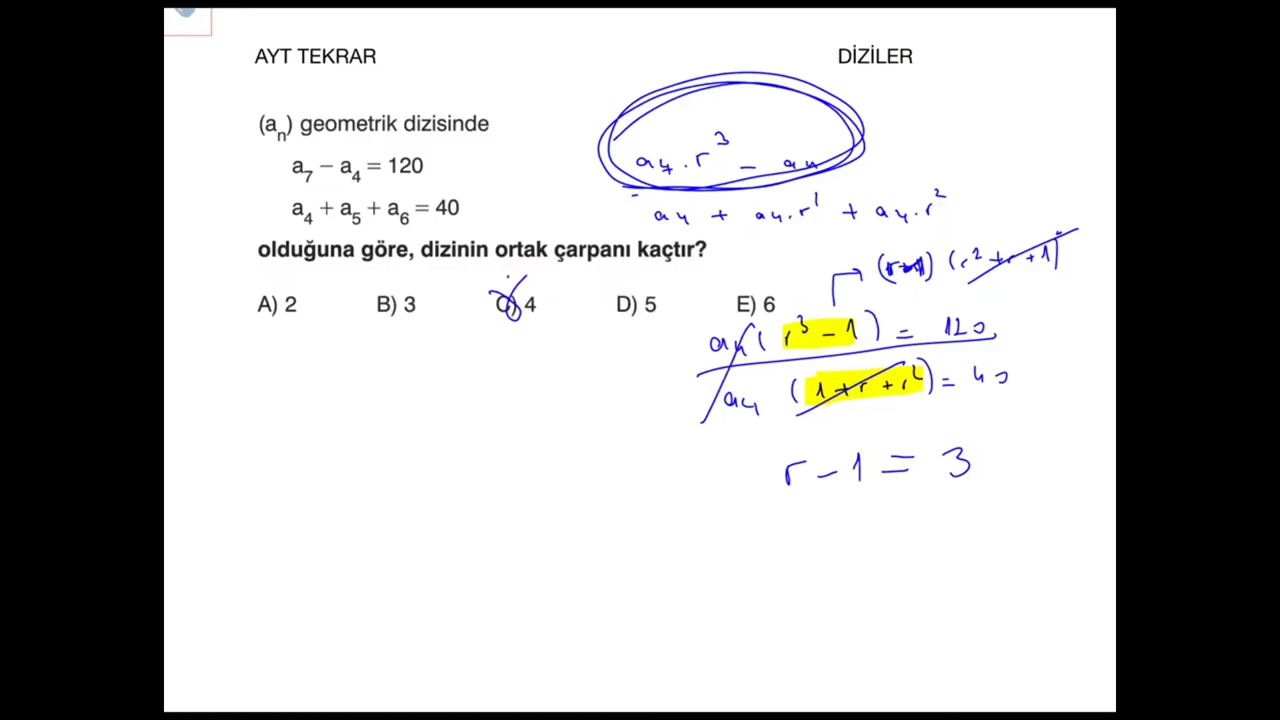 AYT TEKRAR
DİZİLER
(aₙ) geometrik dizisinde
a₇ − a₄ = 120
a₄ + a₅ + a₆ = 40
olduğuna göre, dizinin ortak çarpanı kaçtır?
A) 2 B) 3 C) 4 D) 5 E) 6
a₄ . r³ − a₄
a₄ + a₄.r¹ + a₄.r²
(r−1) (r² + r + 1)
a₄ ( r³ − 1 ) = 120
a₄ ( 1 + r + r² ) = 40
r − 1 = 3